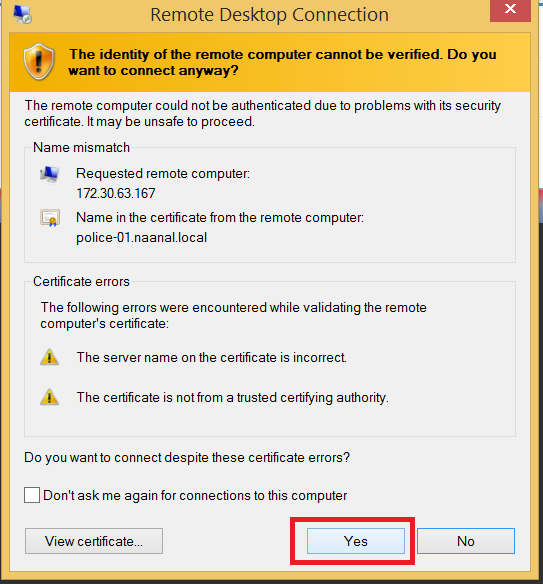 Remote Desktop Connection
The identity of the remote computer cannot be verified. Do you
want to connect anyway?
The remote computer could not be authenticated due to problems with its security
certificate. It may be unsafe to proceed.
Name mismatch
Requested remote computer:
172.30.63.167
Name in the certificate from the remote computer:
police-01.naanal.local
Certificate errors
The following errors were encountered while validating the remote
computer's certificate:
The server name on the certificate is incorrect.
The certificate is not from a trusted certifying authority.
Do you want to connect despite these certificate errors?
Don't ask me again for connections to this computer
View certificate... Yes No